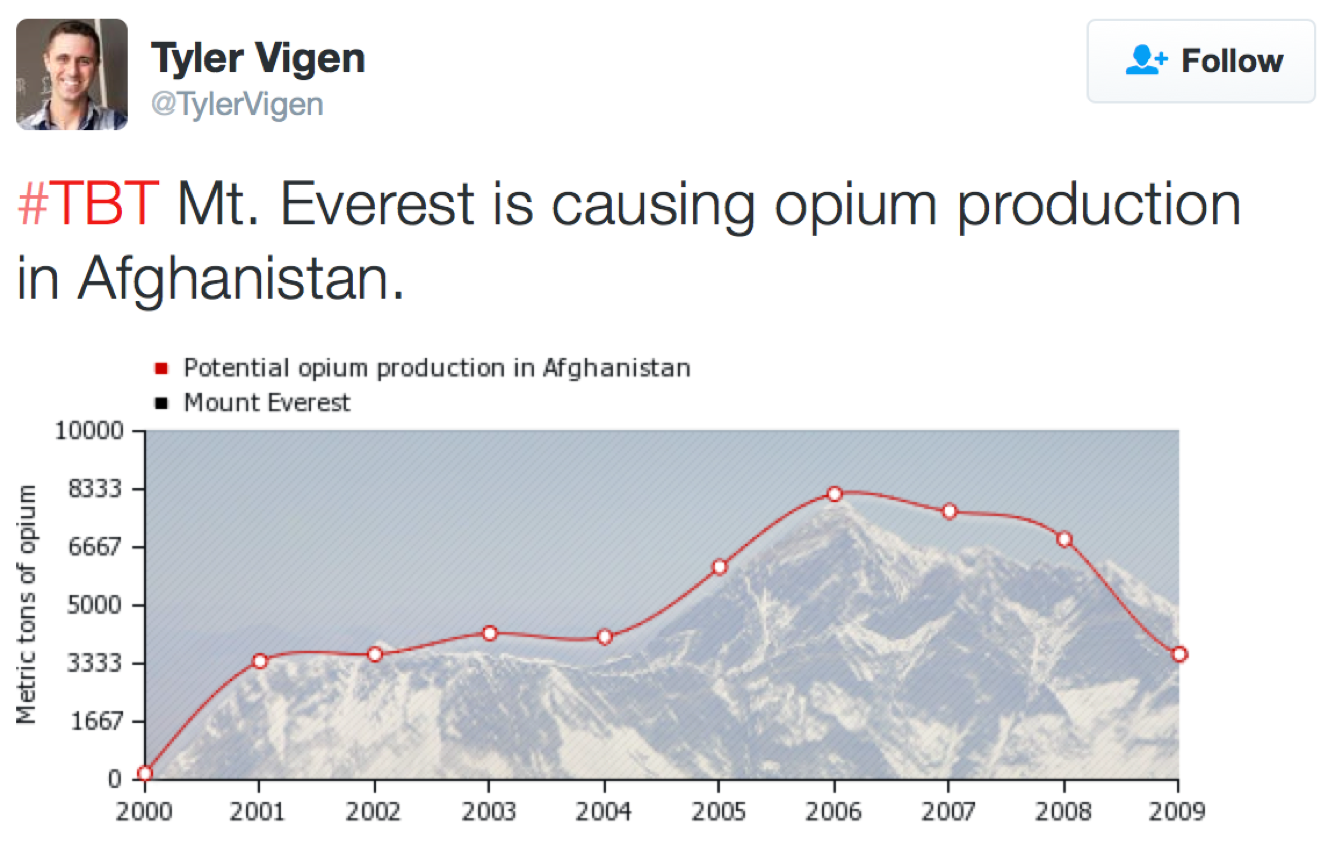 Tyler Vigen
@TylerVigen
Follow
#TBT Mt. Everest is causing opium production
in Afghanistan.
Potential opium production in Afghanistan
Mount Everest
Metric tons of opium
10000
8333
6667
5000
3333
1667
0
2000 2001 2002 2003 2004 2005 2006 2007 2008 2009